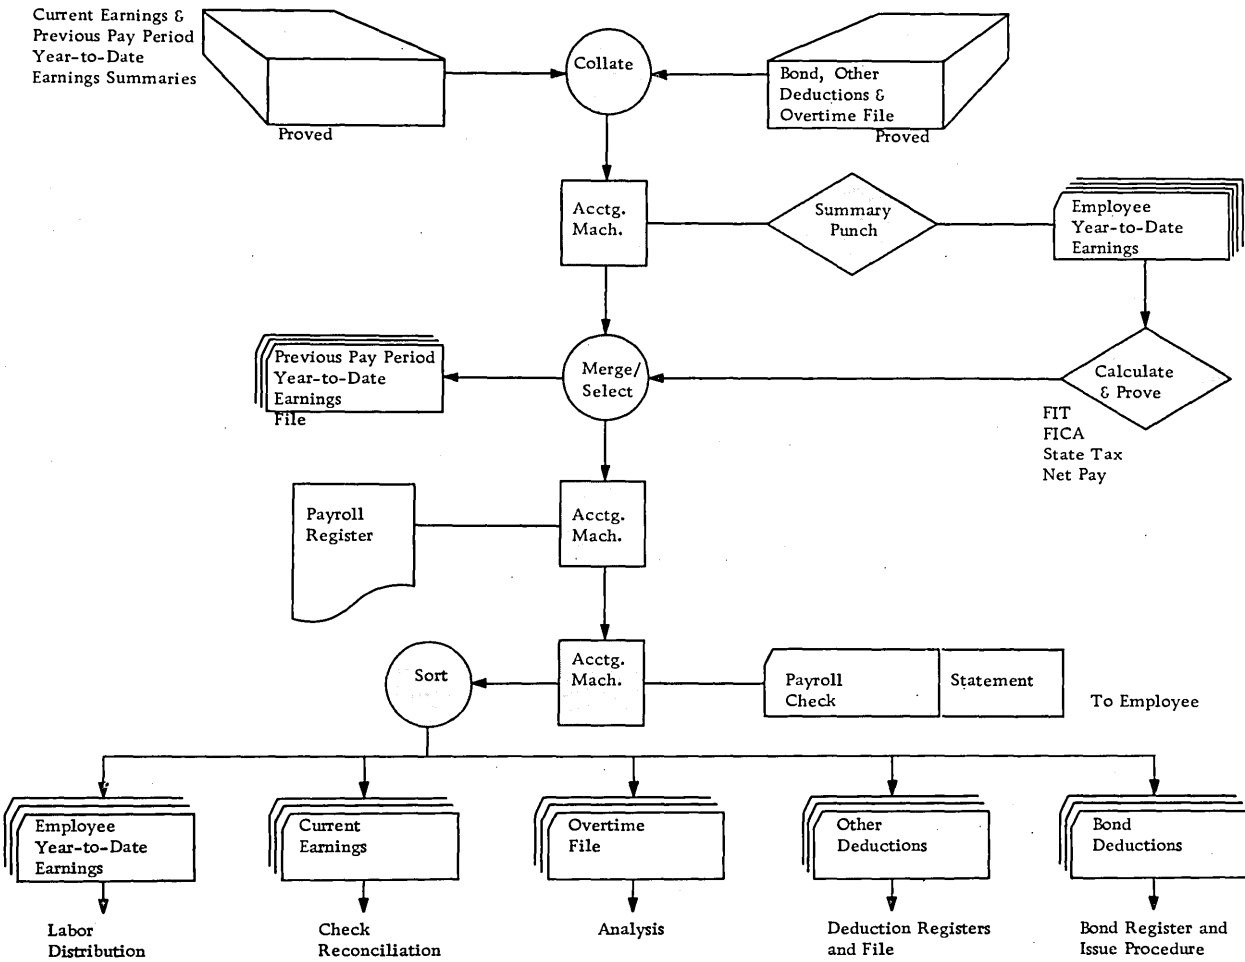 Current Earnings &
Previous Pay Period
Year-to-Date
Earnings Summaries
Proved
Collate
Bond, Other
Deductions &
Overtime File
Proved
Acctg.
Mach.
Summary
Punch
Employee
Year-to-Date
Earnings
Previous Pay Period
Year-to-Date
Earnings
File
Merge/
Select
Calculate
& Prove
FIT
FICA
State Tax
Net Pay
Payroll
Register
Acctg.
Mach.
Sort
Acctg.
Mach.
Payroll
Check
Statement
To Employee
Employee
Year-to-Date
Earnings
Current
Earnings
Overtime
File
Other
Deductions
Bond
Deductions
Labor
Distribution
Check
Reconciliation
Analysis
Deduction Registers
and File
Bond Register and
Issue Procedure